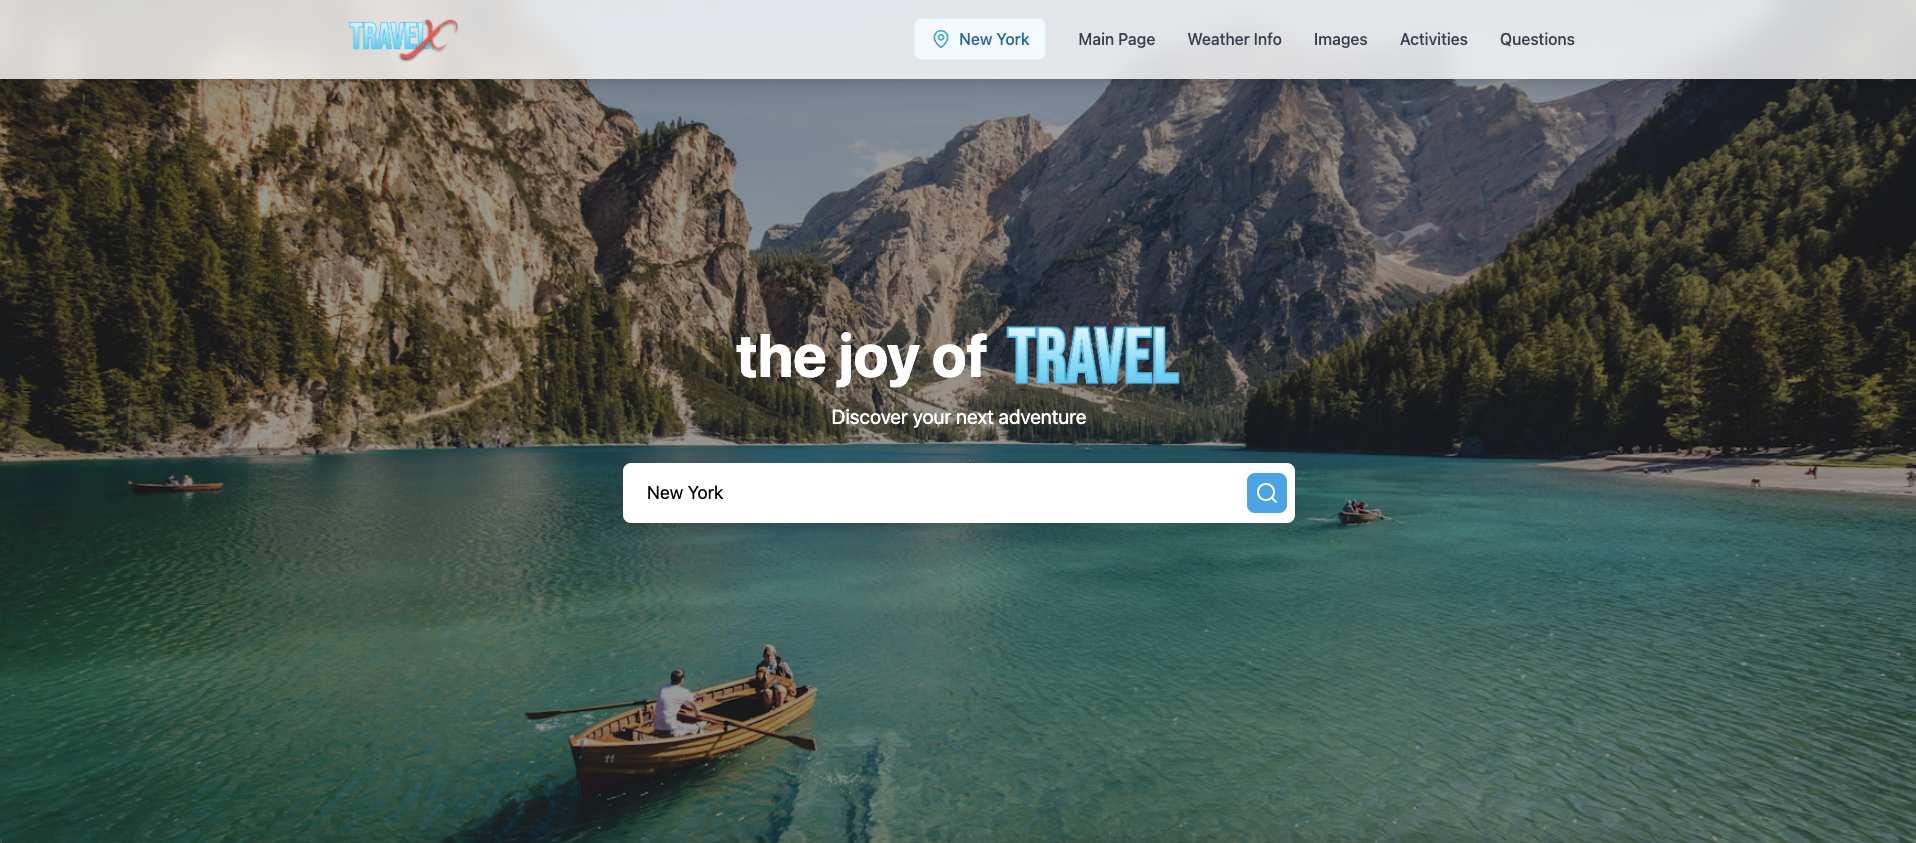 TRAVELX
New York
Main Page
Weather Info
Images
Activities
Questions
the joy of TRAVEL
Discover your next adventure
New York
11